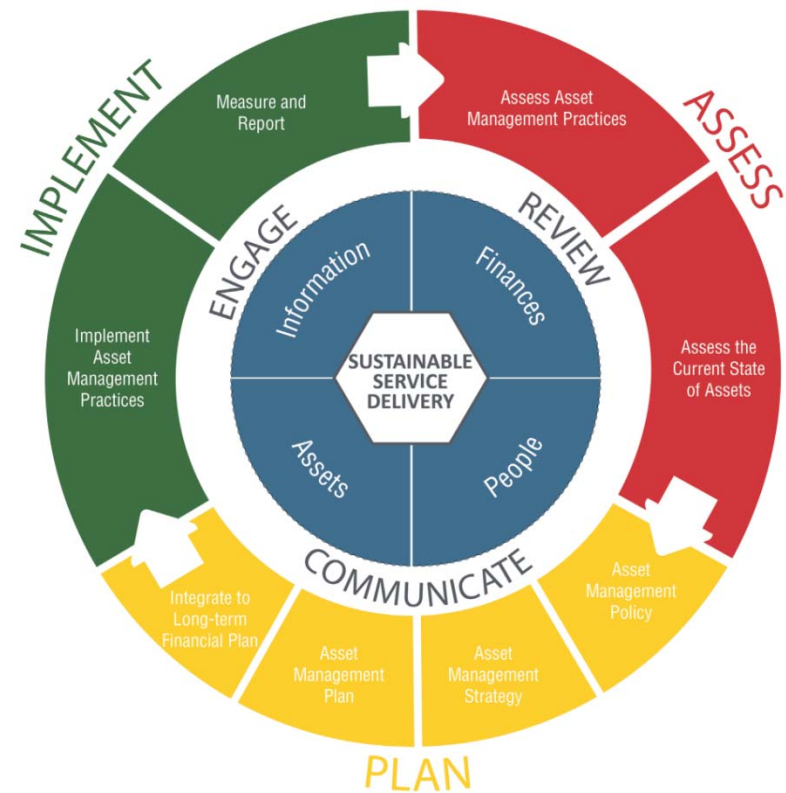 IMPLEMENT
Measure and
Report
Assess Asset
Management Practices
ASSESS
ENGAGE
REVIEW
Information
Finances
Implement
Asset
Management
Practices
SUSTAINABLE
SERVICE
DELIVERY
Assess the
Current State
of Assets
Assets
People
COMMUNICATE
Integrate to
Long-term
Financial Plan
Asset
Management
Plan
Asset
Management
Strategy
Asset
Management
Policy
PLAN